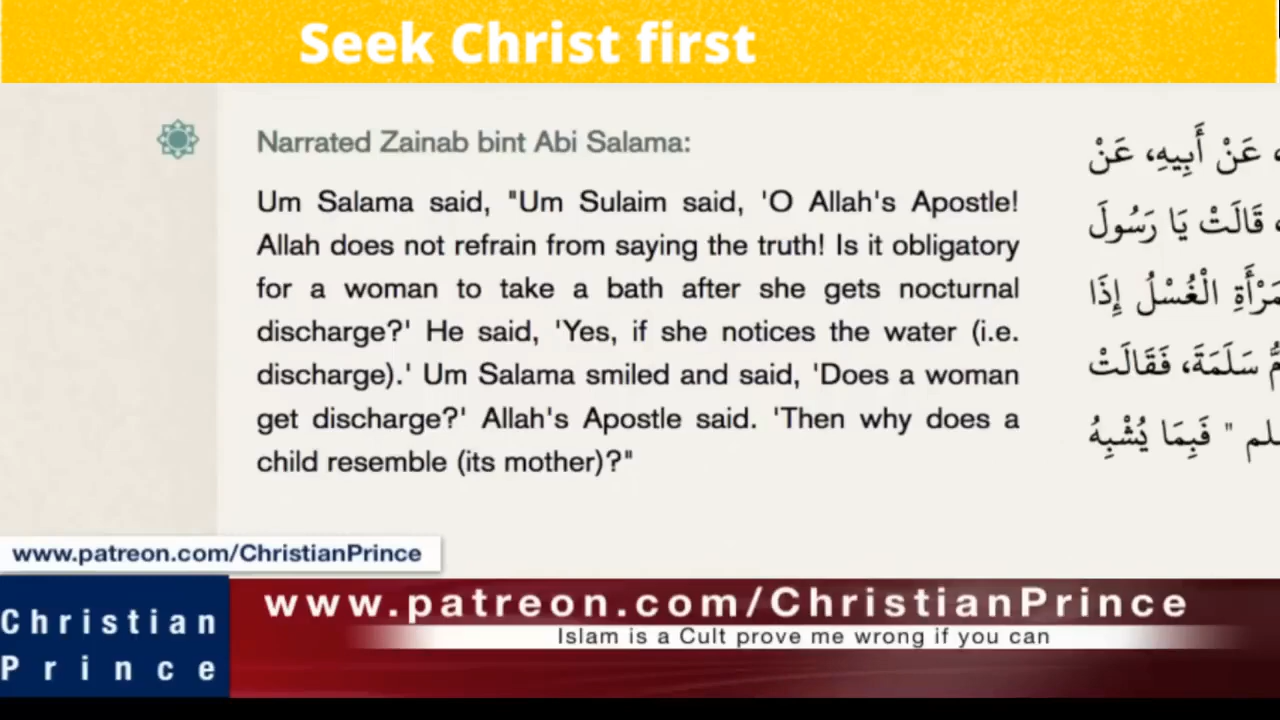 Seek Christ first
Narrated Zainab bint Abi Salama:
Um Salama said, "Um Sulaim said, 'O Allah's Apostle!
Allah does not refrain from saying the truth! Is it obligatory
for a woman to take a bath after she gets nocturnal
discharge?' He said, 'Yes, if she notices the water (i.e.
discharge).' Um Salama smiled and said, 'Does a woman
get discharge?' Allah's Apostle said. 'Then why does a
child resemble (its mother)?"
، عَنْ أَبِيهِ، عَنْ
، قَالَتْ يَا رَسُولَ
الْغُسْلُ إِذَا
سَلَمَةَ، فَقَالَتْ
" فَبِمَا يُشْبِهُ
www.patreon.com/ChristianPrince
Christian
Prince
www.patreon.com/ChristianPrince
Islam is a Cult prove me wrong if you can